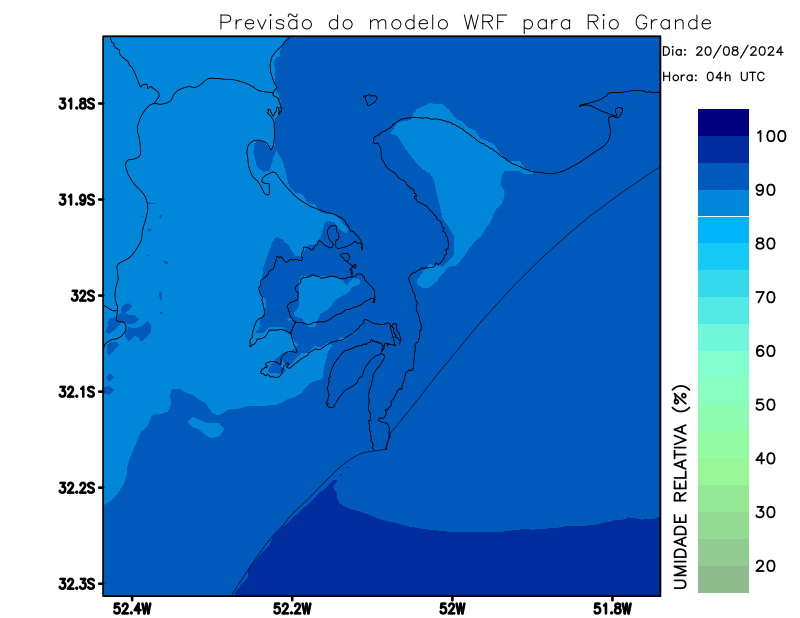 Previsão do modelo WRF para Rio Grande
Dia: 20/08/2024
Hora: 04h UTC
31.8S
31.9S
32S
32.1S
32.2S
32.3S
52.4W
52.2W
52W
51.8W
UMIDADE RELATIVA (%)
100
90
80
70
60
50
40
30
20